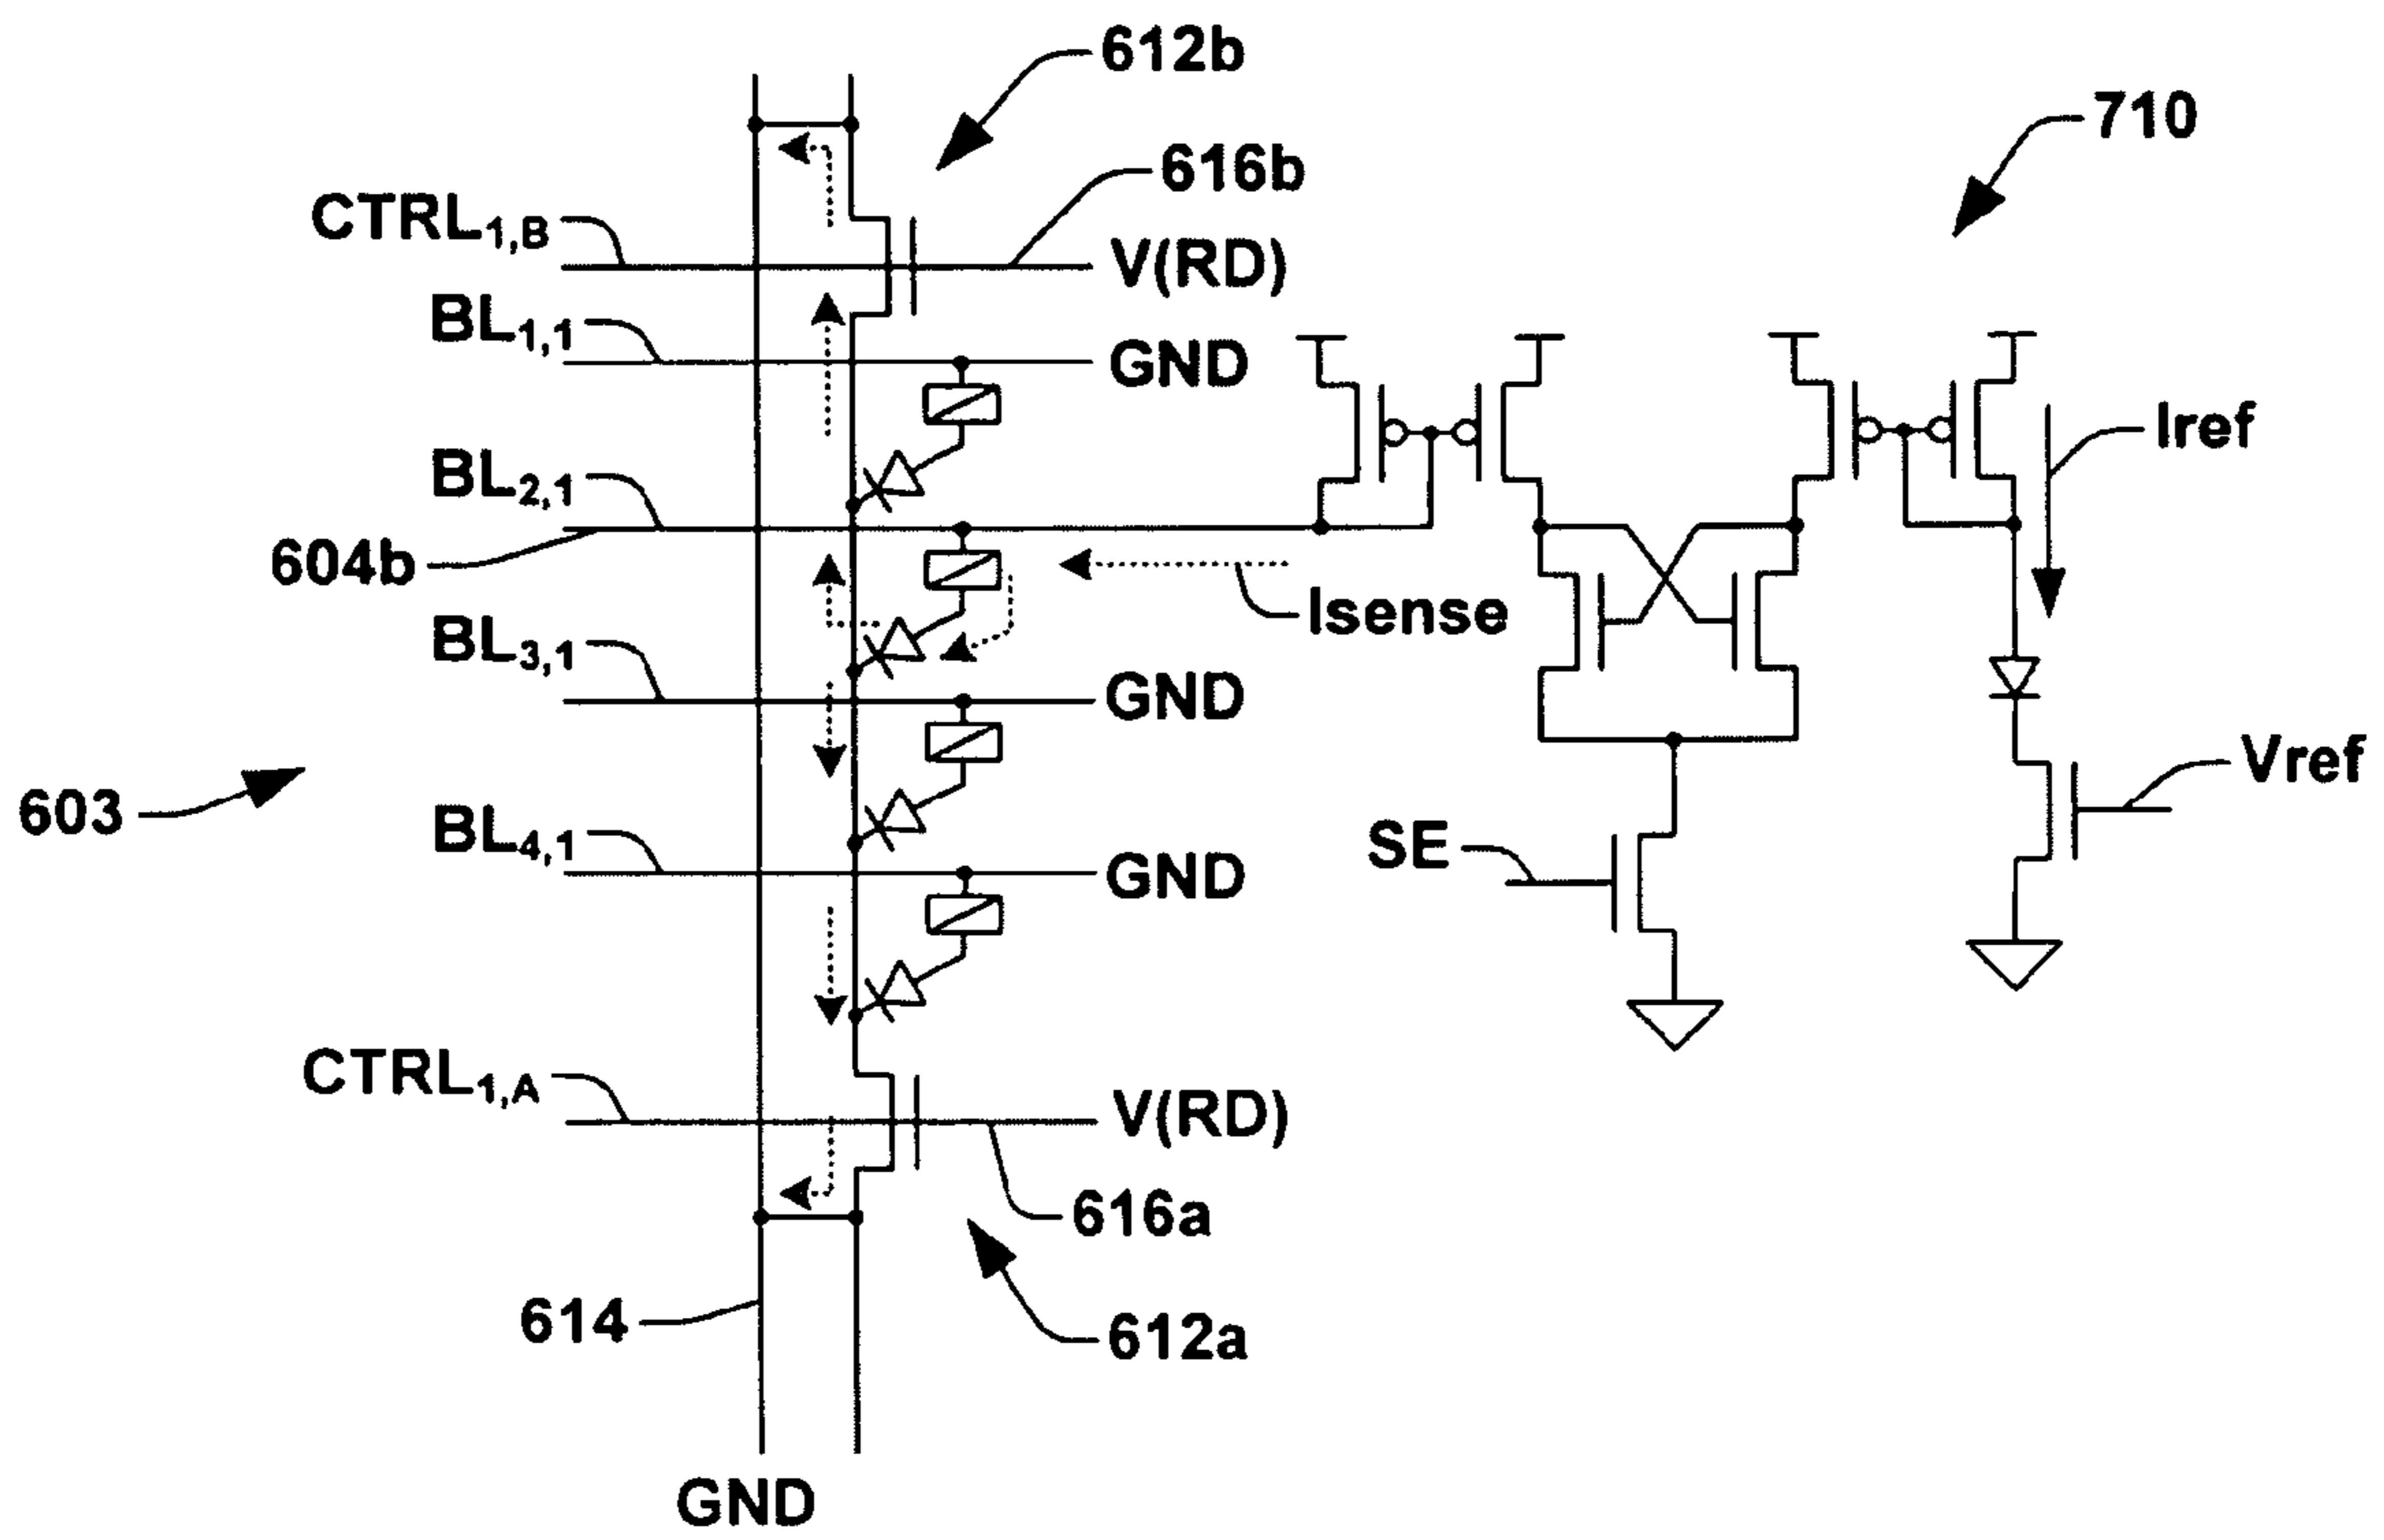 612b
710
616b
CTRL1,B
V(RD)
BL1,1
GND
Iref
BL2,1
604b
Isense
BL3,1
GND
Vref
603
BL4,1
SE
GND
CTRL1,A
V(RD)
616a
614
612a
GND